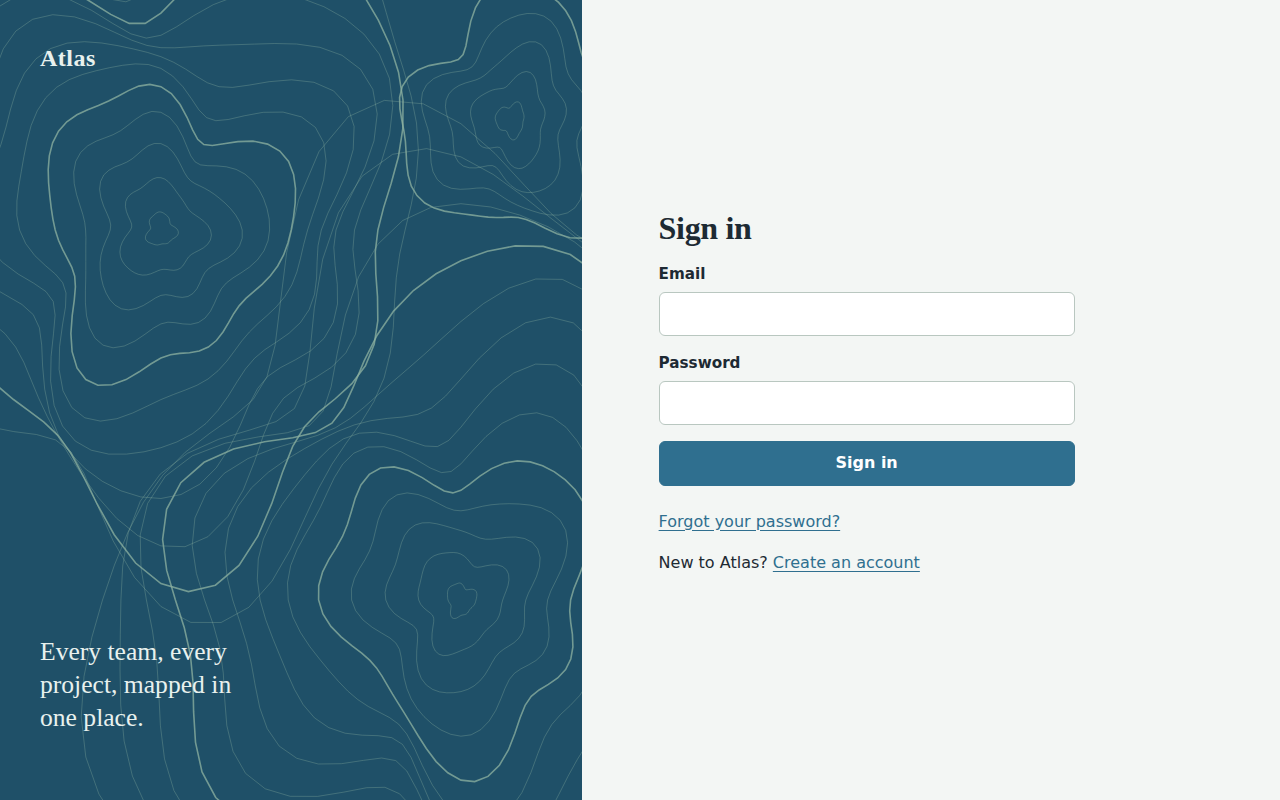 Atlas
Every team, every
project, mapped in
one place.
Sign in
Email
Password
Sign in
Forgot your password?
New to Atlas? Create an account